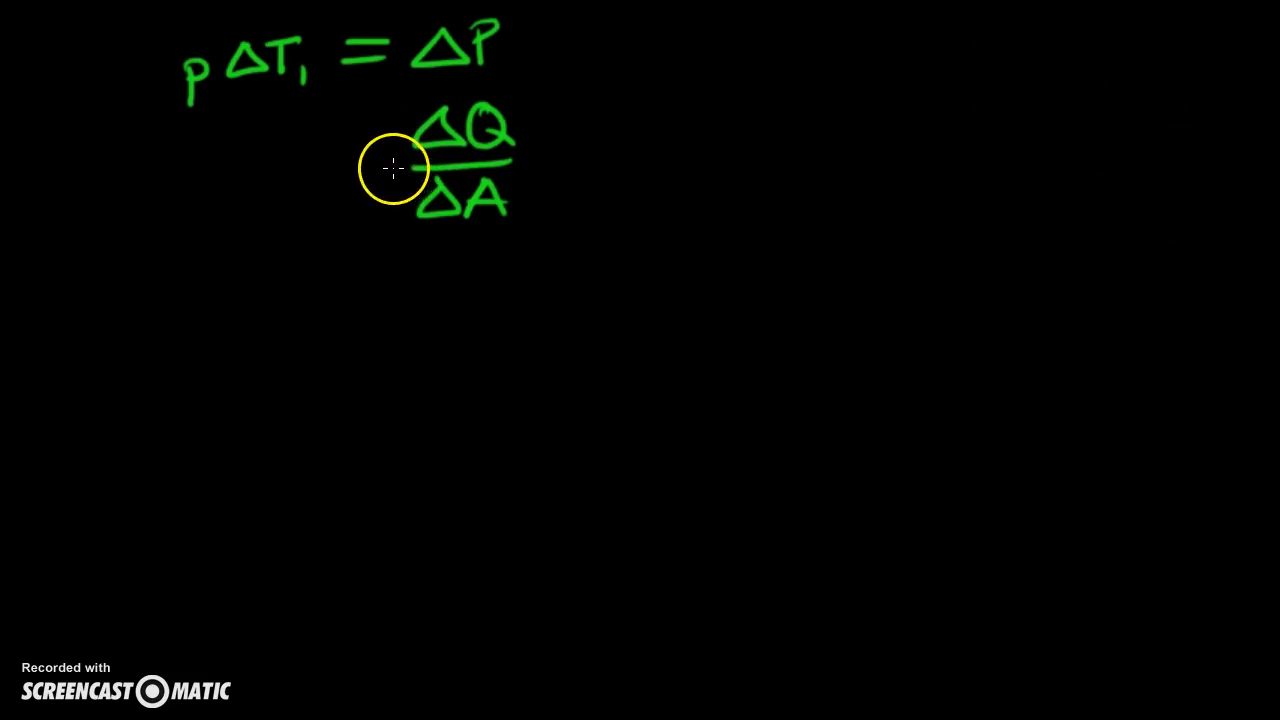 p ΔT₁ = ΔP
ΔQ
ΔA
Recorded with
SCREENCAST MATIC